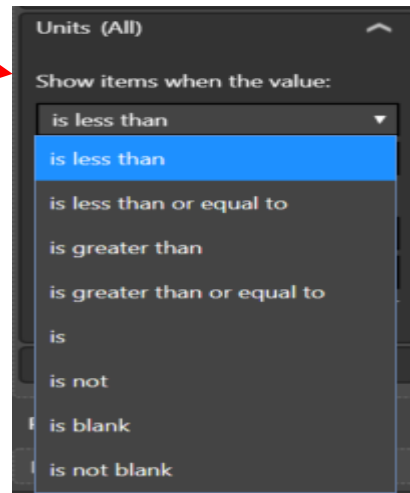 Units (All)
Show items when the value:
is less than
is less than
is less than or equal to
is greater than
is greater than or equal to
is
is not
is blank
is not blank